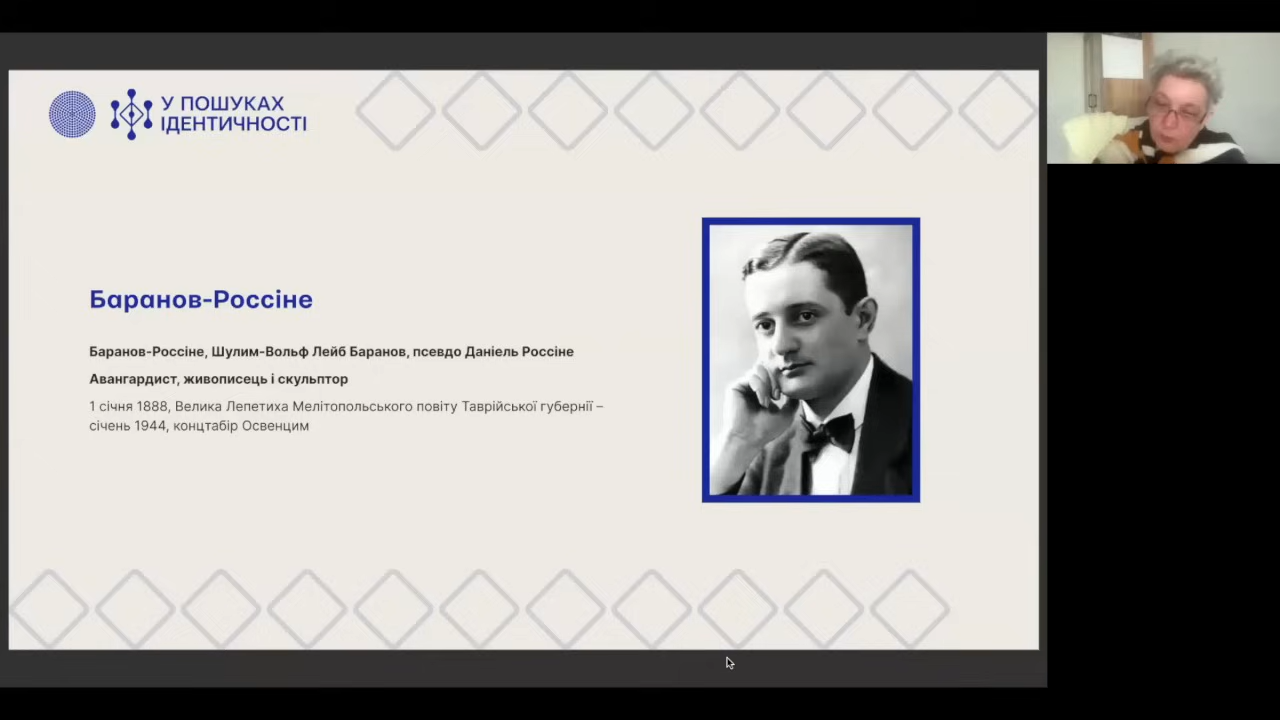 У ПОШУКАХ
ІДЕНТИЧНОСТІ
Баранов-Россіне
Баранов-Россіне, Шулим-Вольф Лейб Баранов, псевдо Даніель Россіне
Авангардист, живописець і скульптор
1 січня 1888, Велика Лепетиха Мелітопольського повіту Таврійської губернії –
січень 1944, концтабір Освенцим